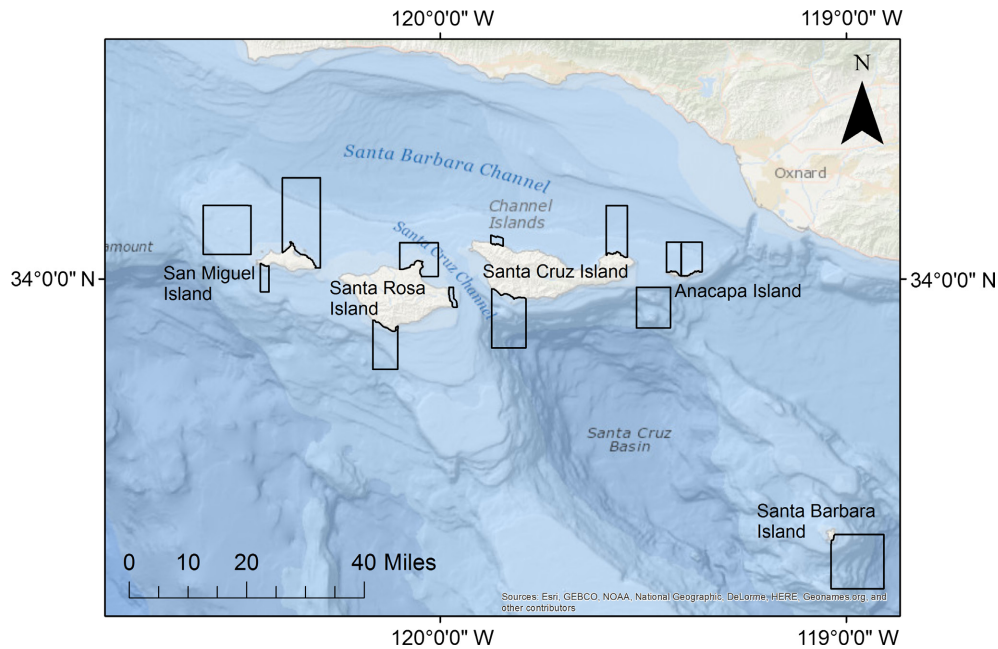 120°0'0" W
119°0'0" W
N
Santa Barbara Channel
Oxnard
Channel
Islands
Santa Cruz Channel
amount
34°0'0" N
34°0'0" N
San Miguel
Island
Santa Rosa
Island
Santa Cruz Island
Anacapa Island
Santa Cruz
Basin
Santa Barbara
Island
0
10
20
40 Miles
Sources: Esri, GEBCO, NOAA, National Geographic, DeLorme, HERE, Geonames.org, and
other contributors
120°0'0" W
119°0'0" W